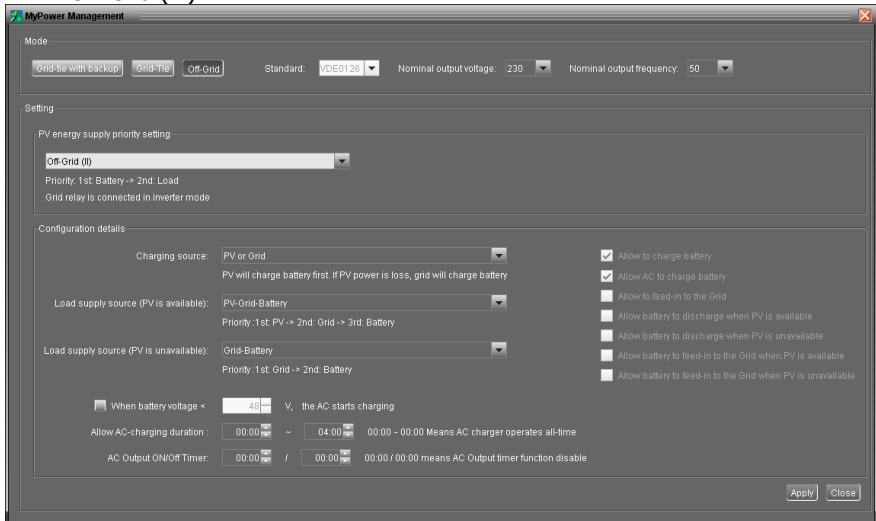 MyPower Management
Mode
Grid-tie with backup Grid-Tie Off-Grid Standard: VDE0126 Nominal output voltage: 230 Nominal output frequency: 50
Setting
PV energy supply priority setting
Off-Grid (II)
Priority: 1st: Battery -> 2nd: Load
Grid relay is connected in inverter mode
Configuration details
Charging source: PV or Grid
PV will charge battery first. If PV power is loss, grid will charge battery
Load supply source (PV is available): PV-Grid-Battery
Priority :1st: PV -> 2nd: Grid -> 3rd: Battery
Load supply source (PV is unavailable): Grid-Battery
Priority :1st: Grid -> 2nd: Battery
Allow to charge battery
Allow AC to charge battery
Allow to feed-in to the Grid
Allow battery to discharge when PV is available
Allow battery to discharge when PV is unavailable
Allow battery to feed-in to the Grid when PV is available
Allow battery to feed-in to the Grid when PV is unavailable
When battery voltage < 48 V, the AC starts charging
Allow AC-charging duration : 00:00 ~ 04:00 00:00 - 00:00 Means AC charger operates all-time
AC Output ON/Off Timer: 00:00 / 00:00 00:00 / 00:00 means AC Output timer function disable
Apply Close